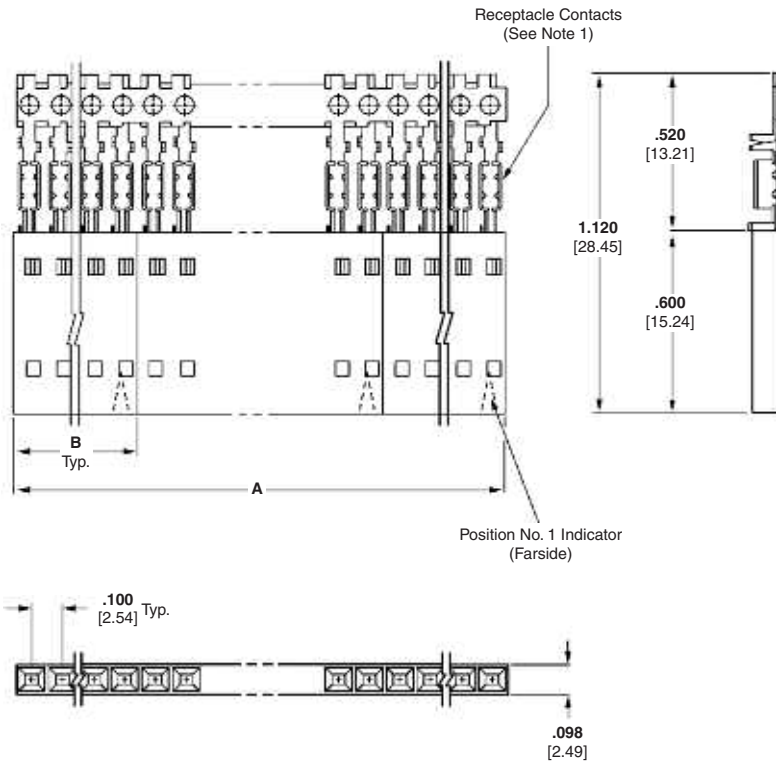 Receptacle Contacts
(See Note 1)
.520
[13.21]
1.120
[28.45]
.600
[15.24]
B
Typ.
A
Position No. 1 Indicator
(Farside)
.100
[2.54] Typ.
.098
[2.49]